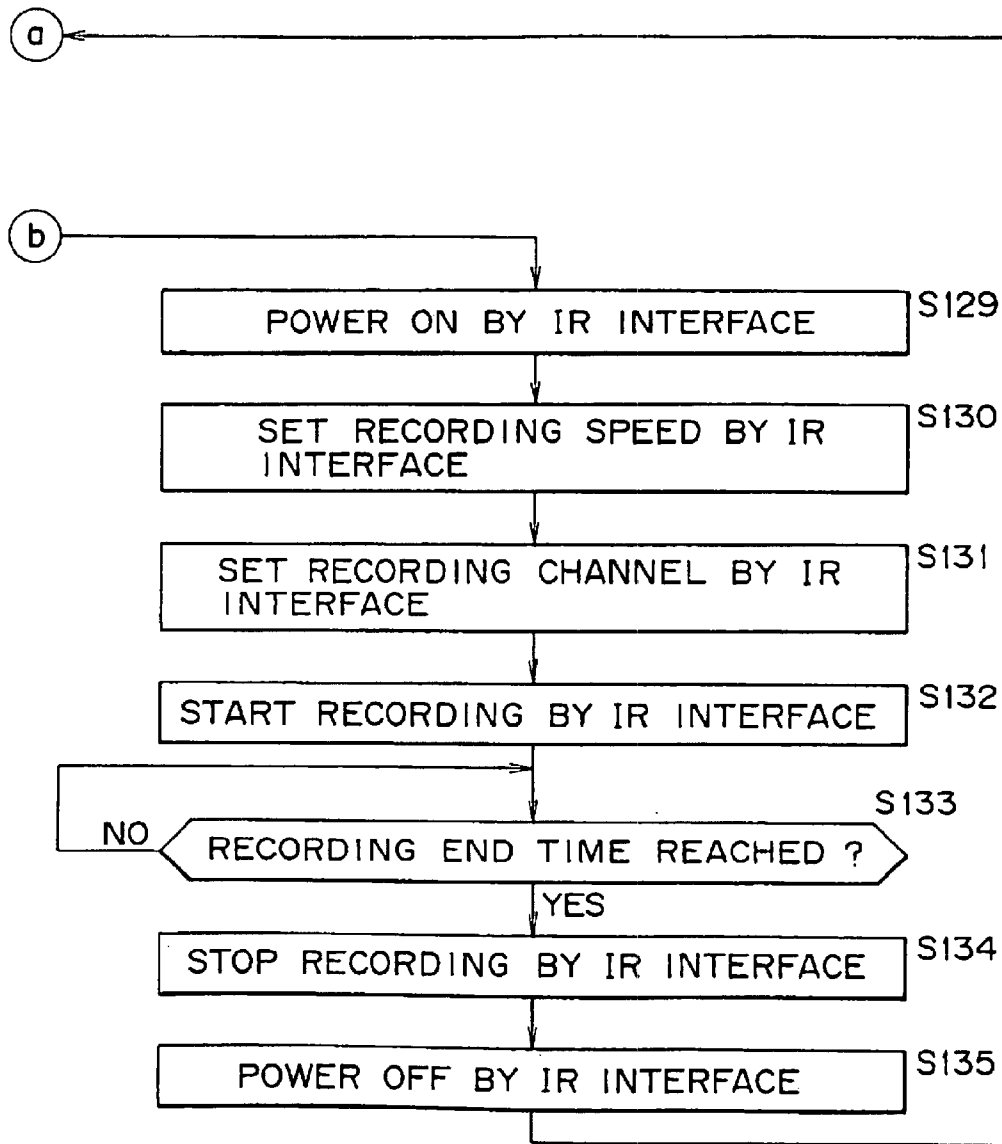 a
b
POWER ON BY IR INTERFACE
S129
SET RECORDING SPEED BY IR
INTERFACE
S130
SET RECORDING CHANNEL BY IR
INTERFACE
S131
START RECORDING BY IR INTERFACE
S132
S133
NO
RECORDING END TIME REACHED ?
YES
STOP RECORDING BY IR INTERFACE
S134
POWER OFF BY IR INTERFACE
S135